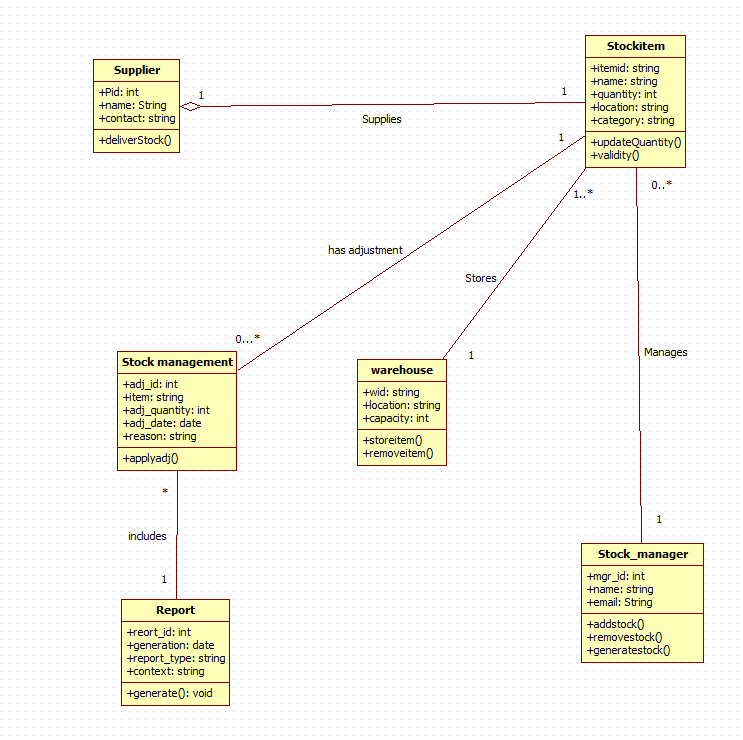 Supplier
+Pid: int
+name: String
+contact: string
+deliverStock()
1
1
Supplies
Stockitem
+itemid: string
+name: string
+quantity: int
+location: string
+category: string
+updateQuantity()
+validity()
1
has adjustment
0...*
1..*
Stores
1
0..*
Manages
1
Stock management
+adj_id: int
+item: string
+adj_quantity: int
+adj_date: date
+reason: string
+applyadj()
warehouse
+wid: string
+location: string
+capacity: int
+storeitem()
+removeitem()
*
includes
1
Stock_manager
+mgr_id: int
+name: string
+email: String
+addstock()
+removestock()
+generatestock()
Report
+reort_id: int
+generation: date
+report_type: string
+context: string
+generate(): void